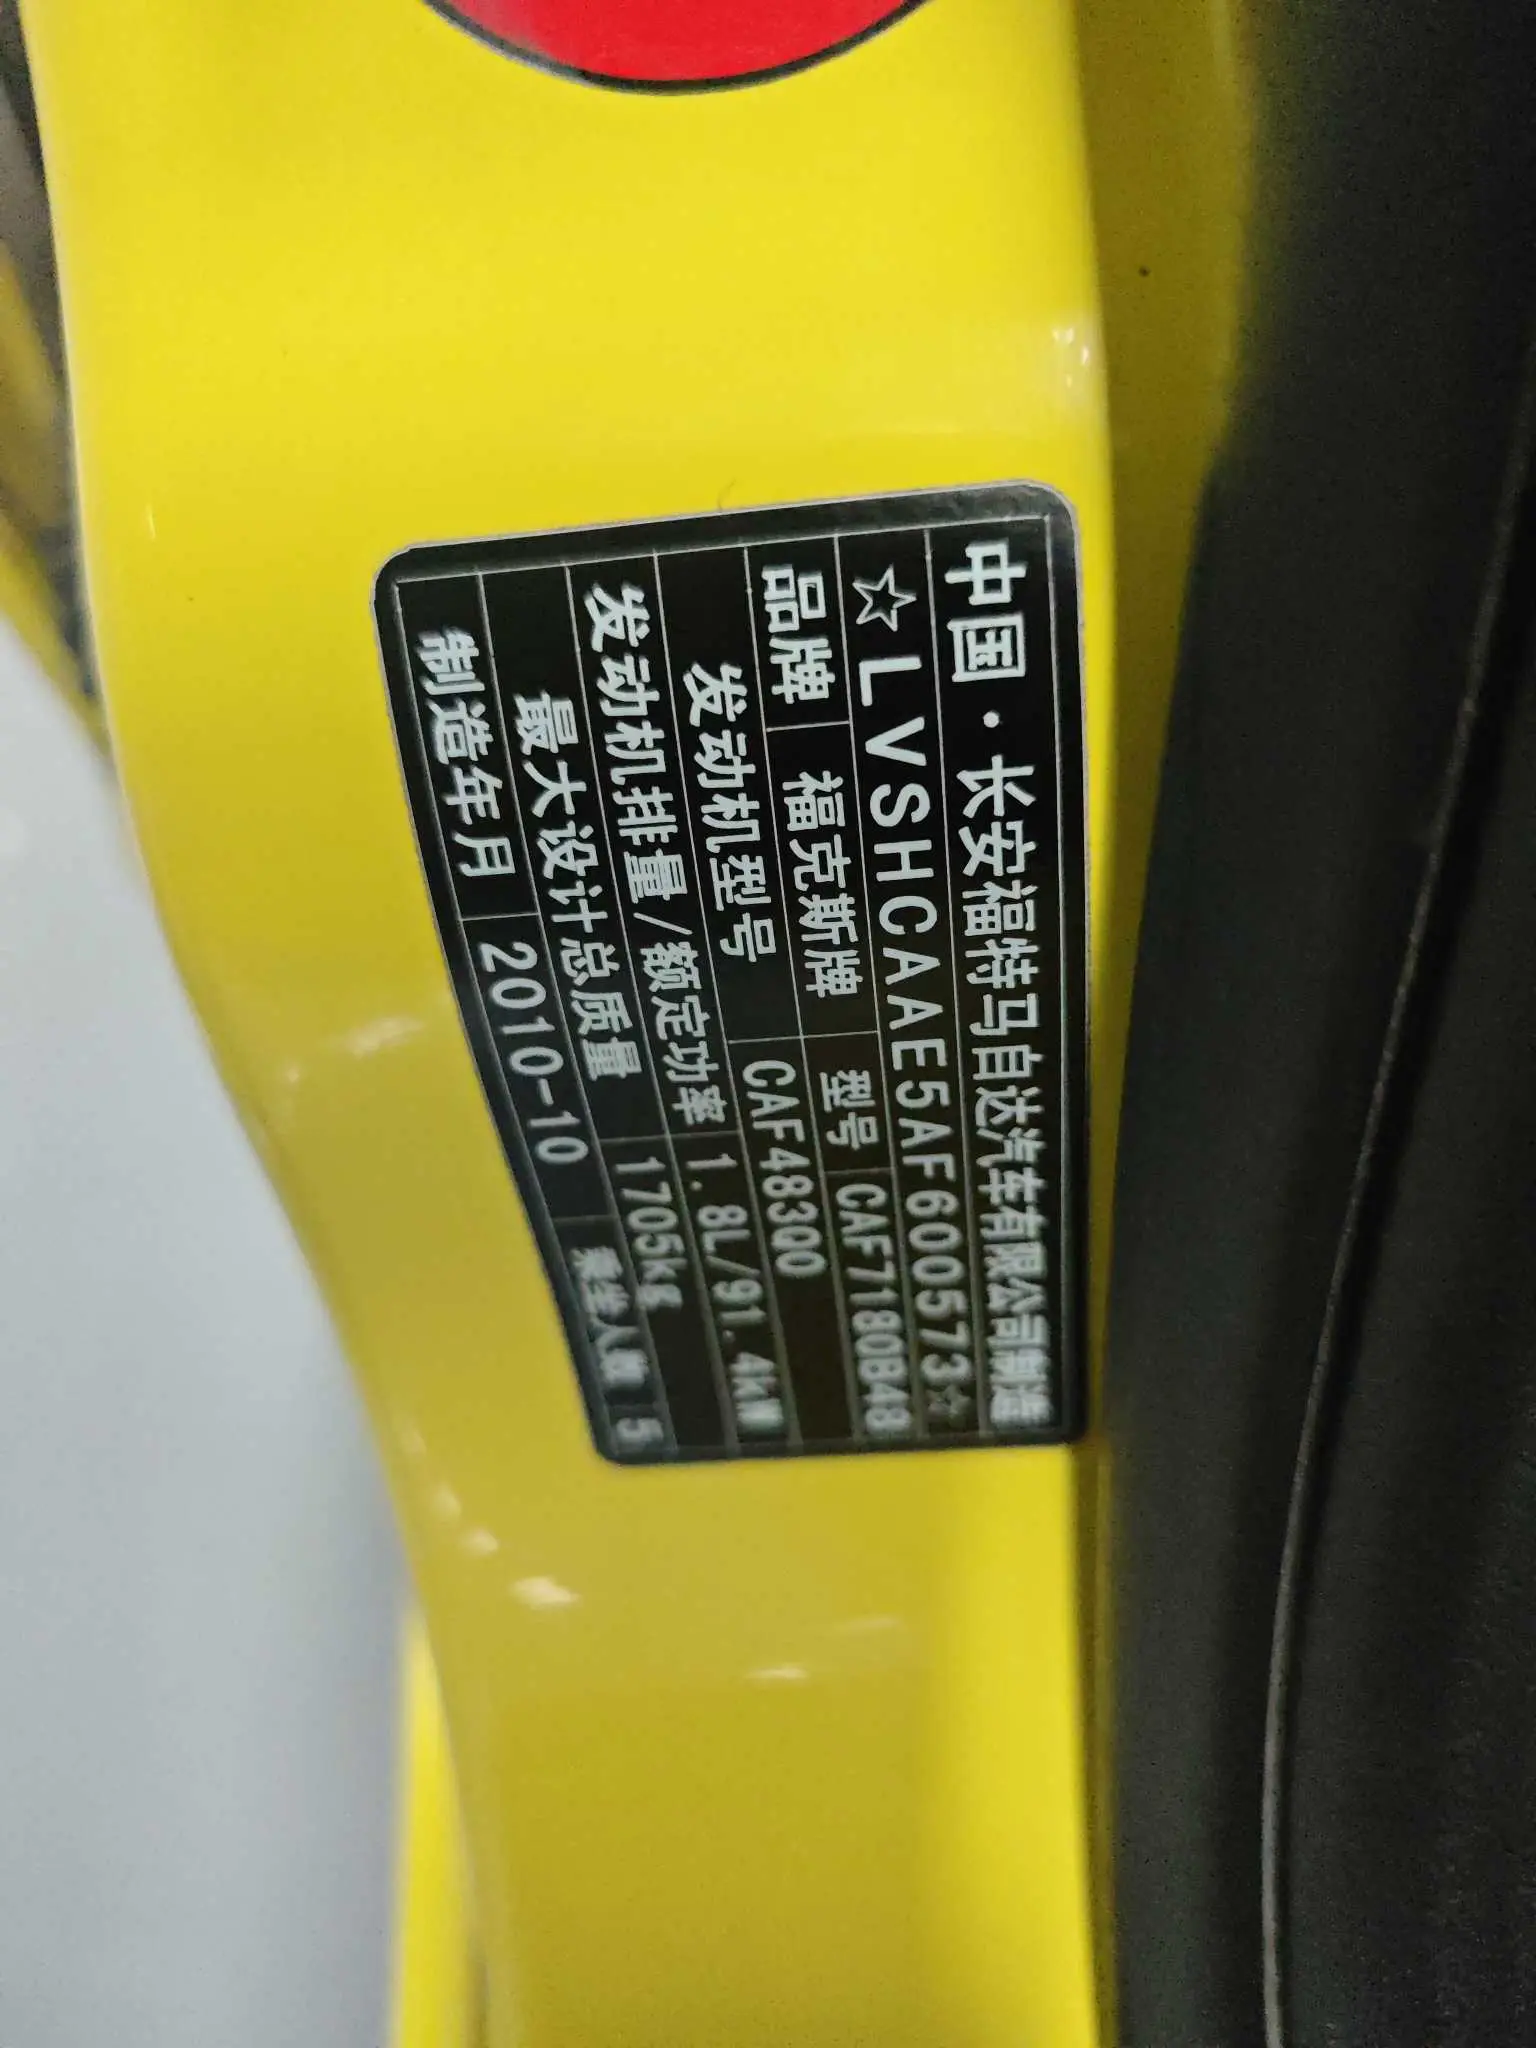 中国·长安福特马自达汽车有限公司制造
☆LVSHCAAE5AF600573☆
品牌 福克斯牌 型号 CAF7180B48
发动机型号 CAF483Q0
发动机排量/额定功率 1.8L/91.4kW
最大设计总质量 1705kg
制造年月 2010-10 乘坐人数 5